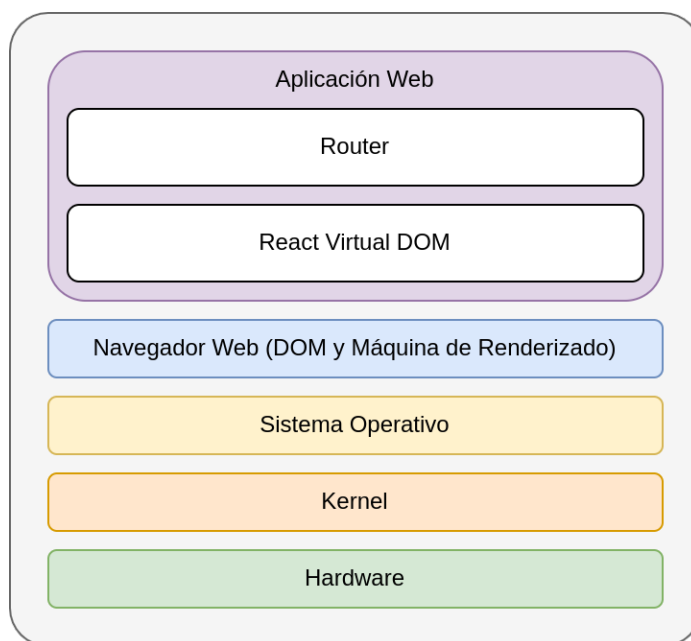 Aplicación Web
Router
React Virtual DOM
Navegador Web (DOM y Máquina de Renderizado)
Sistema Operativo
Kernel
Hardware